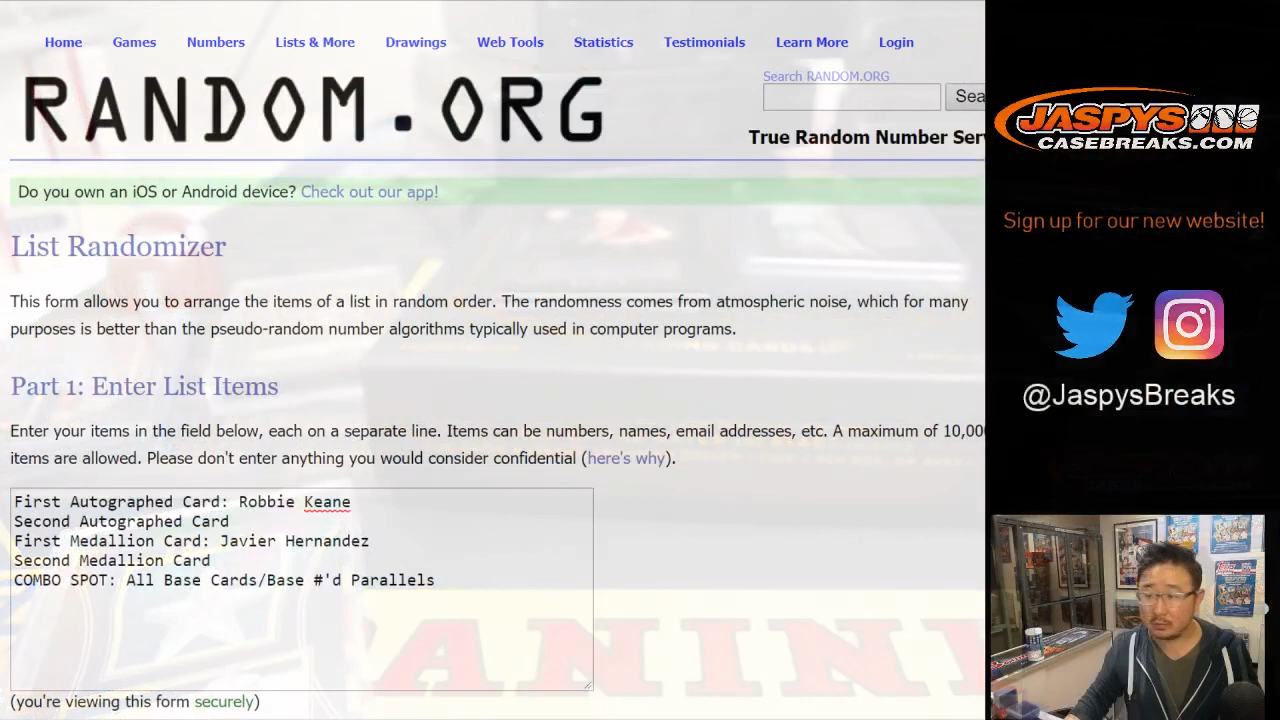 Home Games Numbers Lists & More Drawings Web Tools Statistics Testimonials Learn More Login
RANDOM.ORG
Search RANDOM.ORG
Sea
True Random Number Serv
Do you own an iOS or Android device? Check out our app!
List Randomizer
This form allows you to arrange the items of a list in random order. The randomness comes from atmospheric noise, which for many
purposes is better than the pseudo-random number algorithms typically used in computer programs.
Part 1: Enter List Items
Enter your items in the field below, each on a separate line. Items can be numbers, names, email addresses, etc. A maximum of 10,000
items are allowed. Please don't enter anything you would consider confidential (here's why).
First Autographed Card: Robbie Keane
Second Autographed Card
First Medallion Card: Javier Hernandez
Second Medallion Card
COMBO SPOT: All Base Cards/Base #'d Parallels
(you're viewing this form securely)
PANINI
JASPYS
CASEBREAKS.COM
Sign up for our new website!
@JaspysBreaks